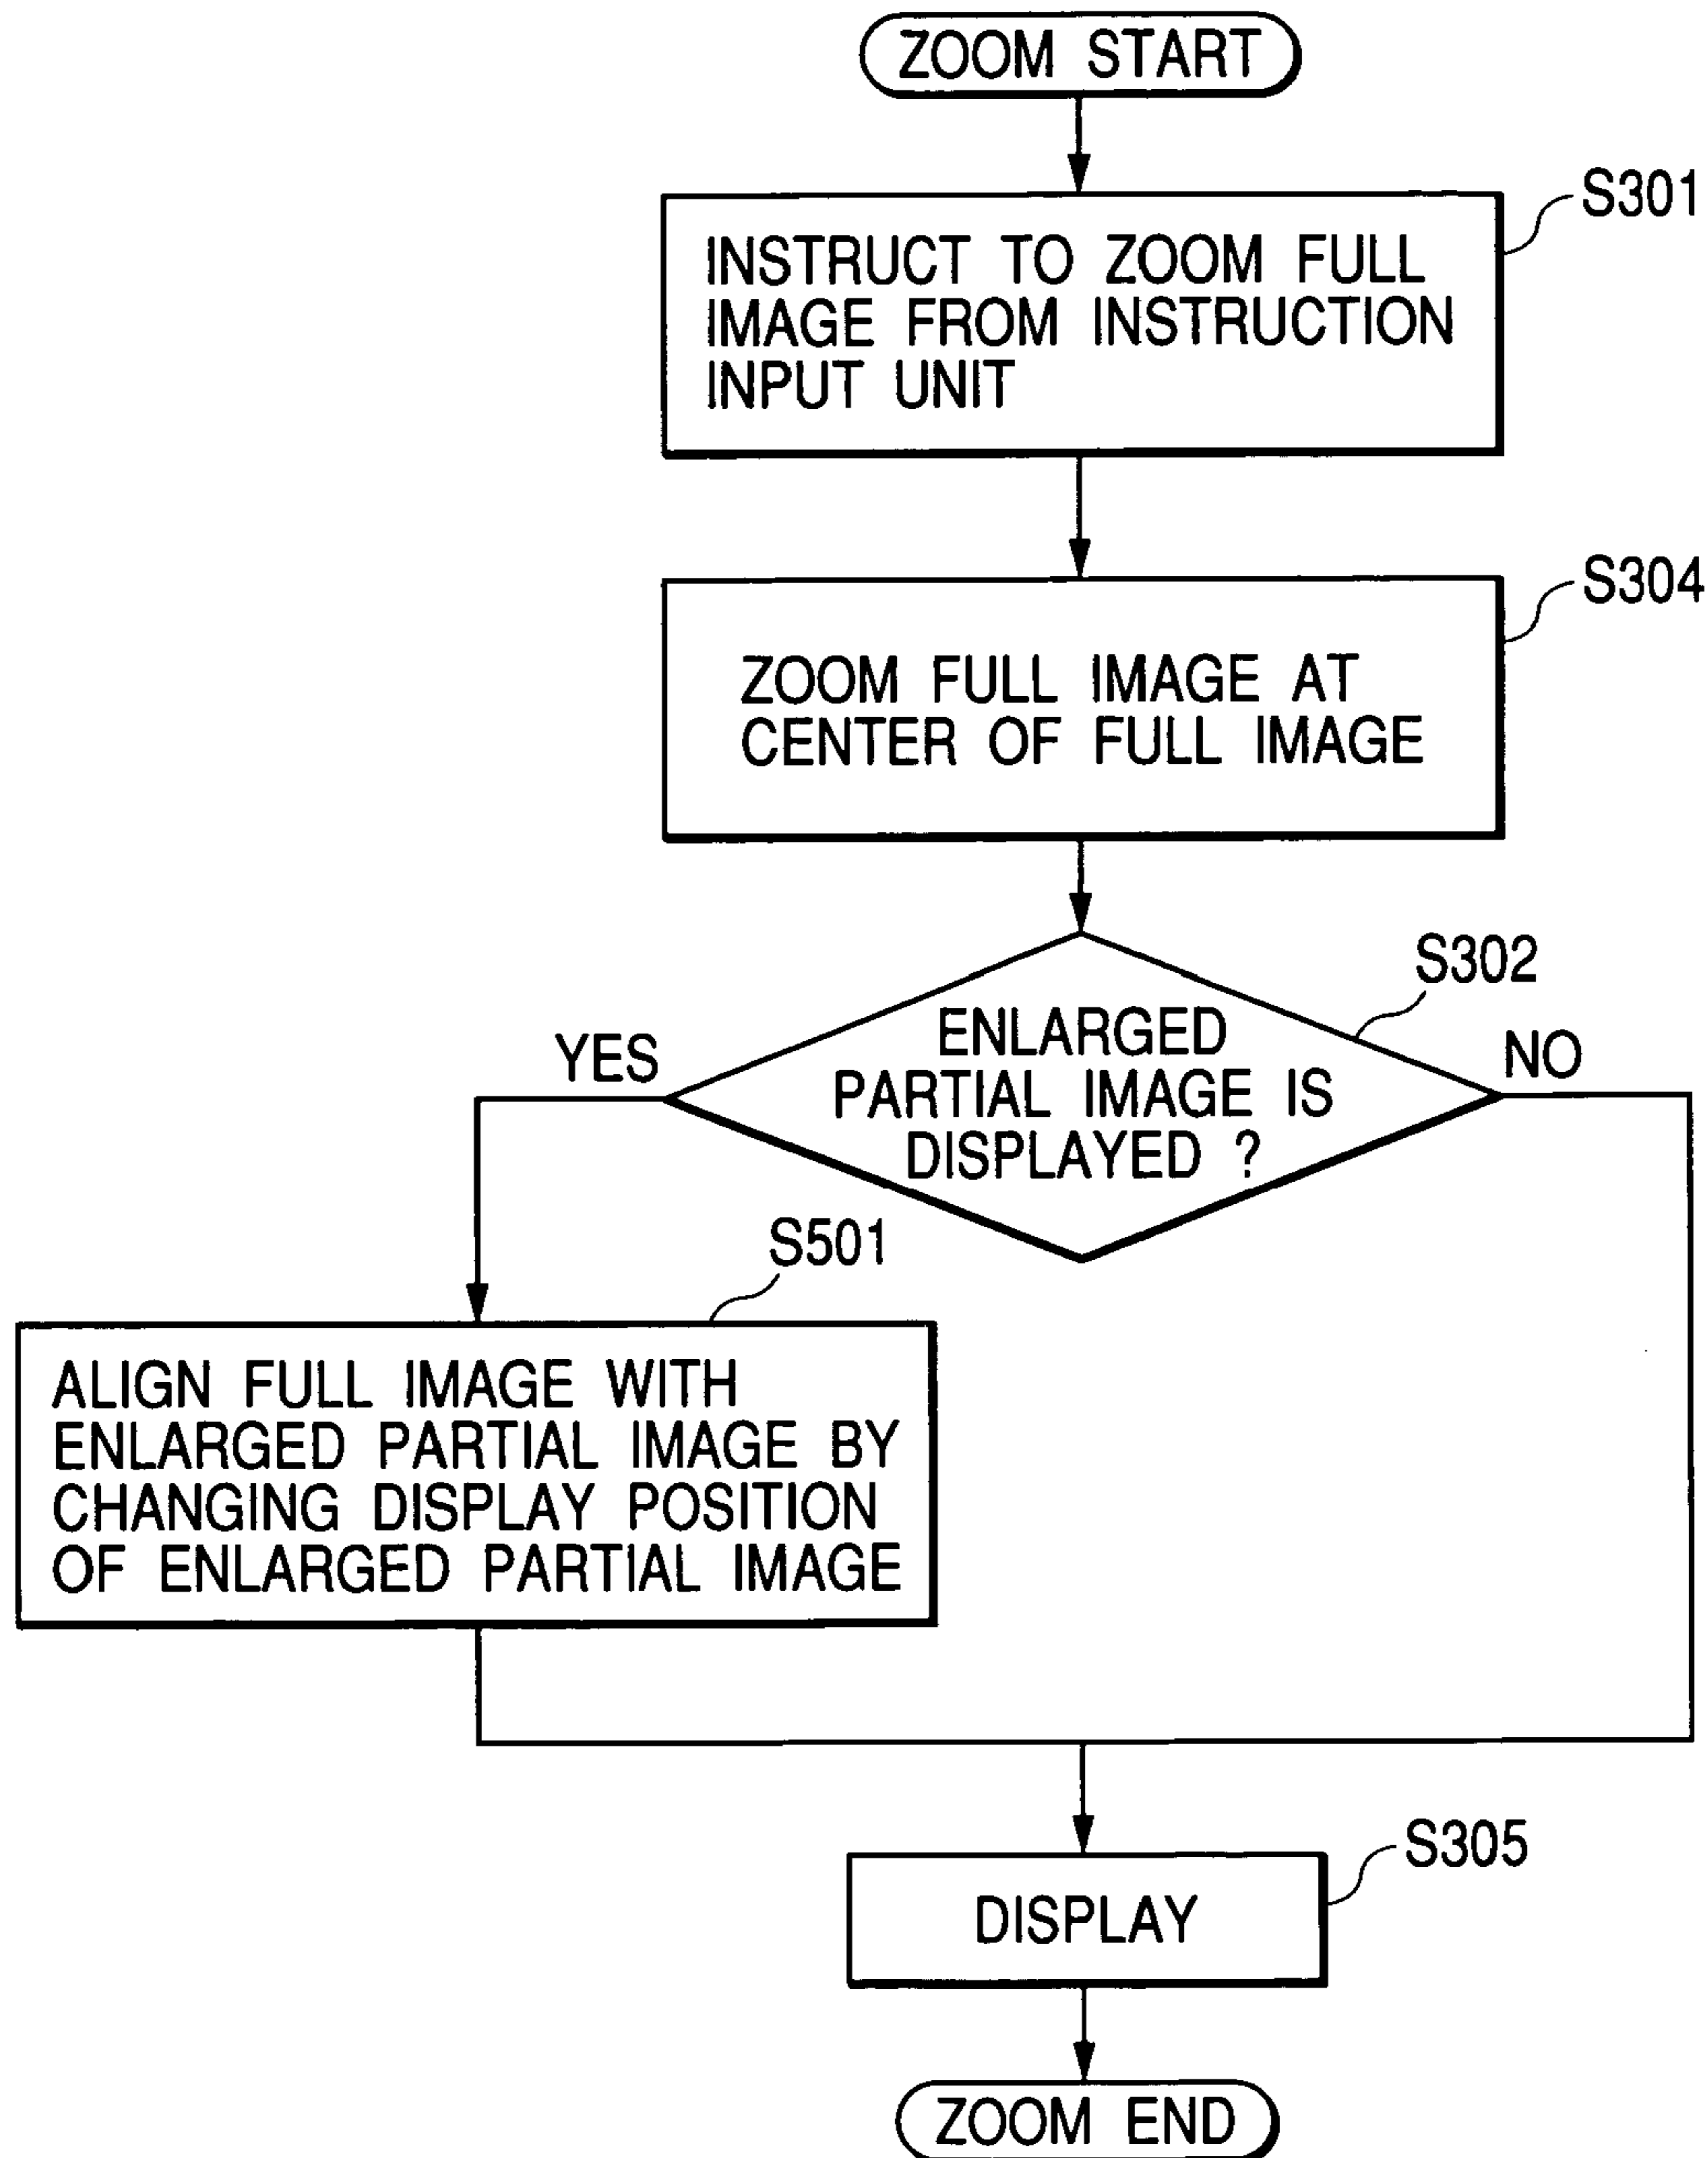 ZOOM START
S301
INSTRUCT TO ZOOM FULL
IMAGE FROM INSTRUCTION
INPUT UNIT
S304
ZOOM FULL IMAGE AT
CENTER OF FULL IMAGE
S302
ENLARGED
PARTIAL IMAGE IS
DISPLAYED ?
YES
NO
S501
ALIGN FULL IMAGE WITH
ENLARGED PARTIAL IMAGE BY
CHANGING DISPLAY POSITION
OF ENLARGED PARTIAL IMAGE
S305
DISPLAY
ZOOM END